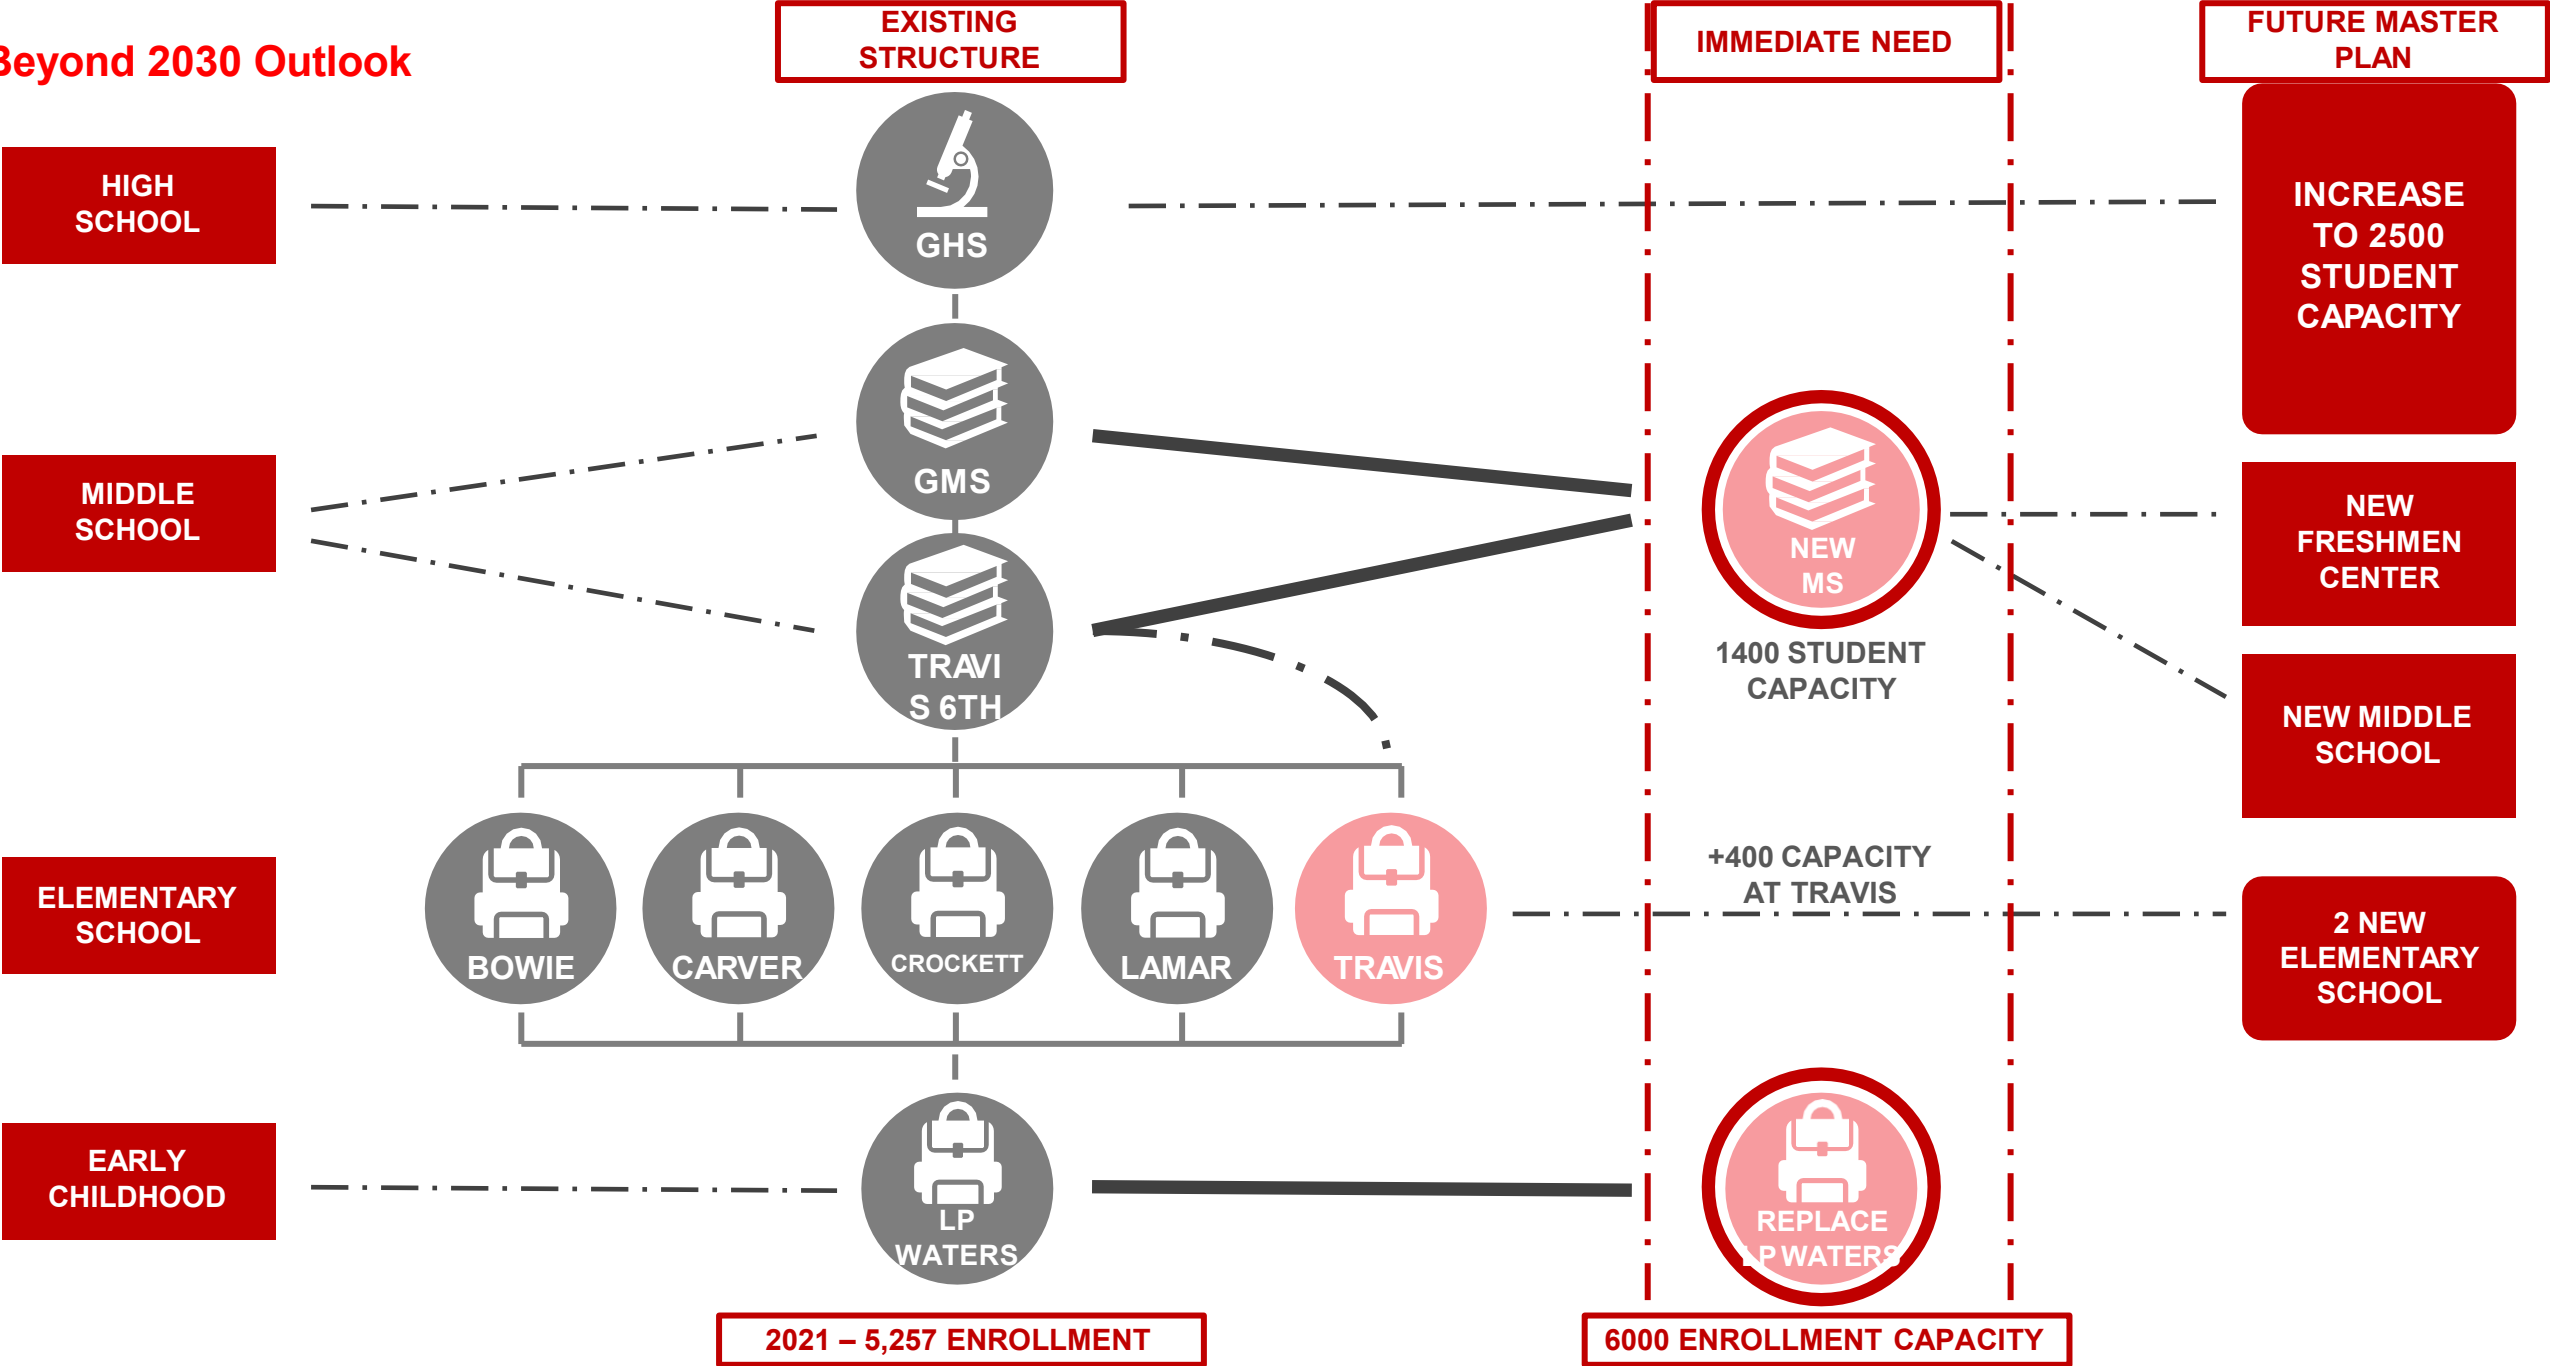 Beyond 2030 Outlook
EXISTING
STRUCTURE
IMMEDIATE NEED
FUTURE MASTER
PLAN
HIGH
SCHOOL
GHS
INCREASE
TO 2500
STUDENT
CAPACITY
MIDDLE
SCHOOL
GMS
TRAVI
S 6TH
NEW
MS
1400 STUDENT
CAPACITY
NEW
FRESHMEN
CENTER
NEW MIDDLE
SCHOOL
ELEMENTARY
SCHOOL
BOWIE
CARVER
CROCKETT
LAMAR
TRAVIS
+400 CAPACITY
AT TRAVIS
2 NEW
ELEMENTARY
SCHOOL
EARLY
CHILDHOOD
LP
WATERS
REPLACE
LP WATERS
2021 – 5,257 ENROLLMENT
6000 ENROLLMENT CAPACITY